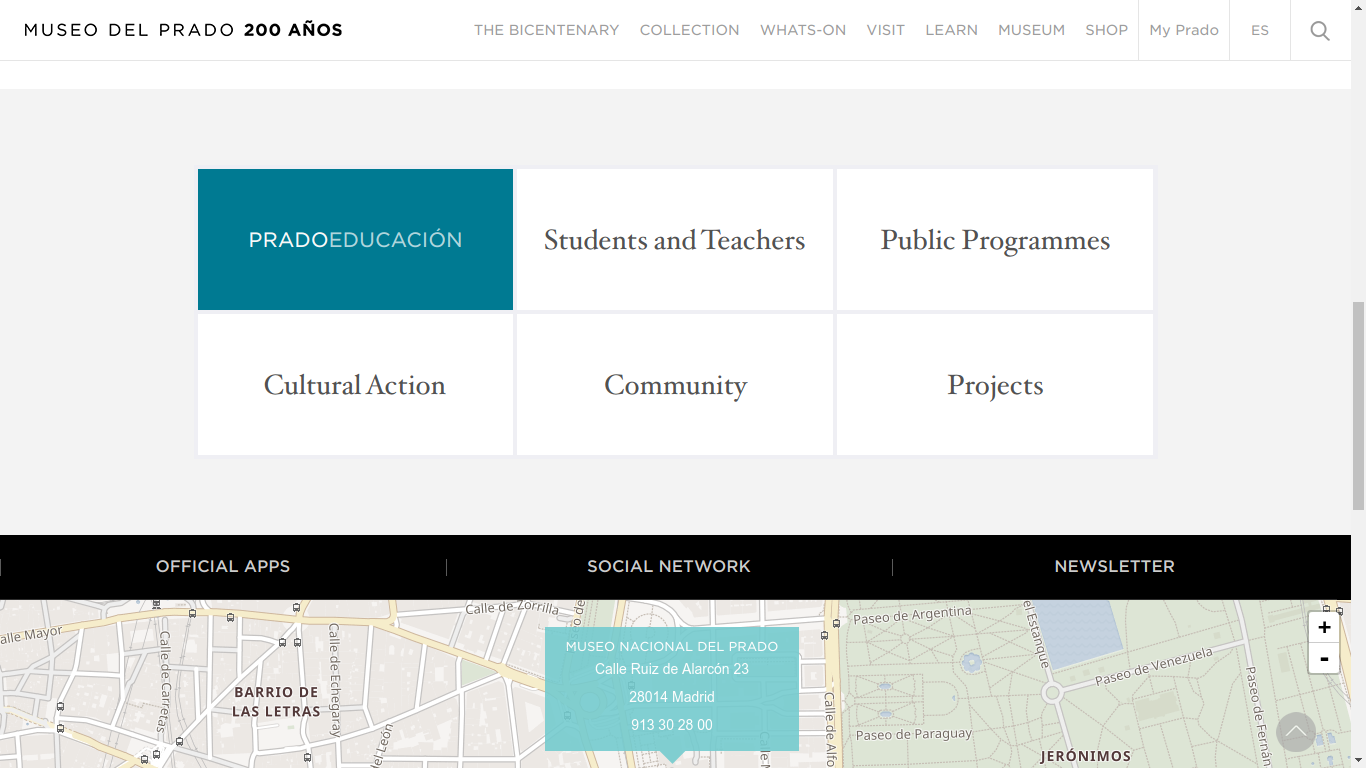 MUSEO DEL PRADO 200 AÑOS
THE BICENTENARY
COLLECTION
WHATS-ON
VISIT
LEARN
MUSEUM
SHOP
My Prado
ES
PRADOEDUCACIÓN
Students and Teachers
Public Programmes
Cultural Action
Community
Projects
OFFICIAL APPS
SOCIAL NETWORK
NEWSLETTER
alle Mayor
Calle de Carretas
Calle de Echegaray
Calle de Zorrilla
BARRIO DE
LAS LETRAS
del León
MUSEO NACIONAL DEL PRADO
Calle Ruiz de Alarcón 23
28014 Madrid
913 30 28 00
Calle M
Calle de Alfo
Paseo de Argentina
Estanque
Paseo de Venezuela
Paseo de Paraguay
Paseo de Fernán
JERÓNIMOS
+
-